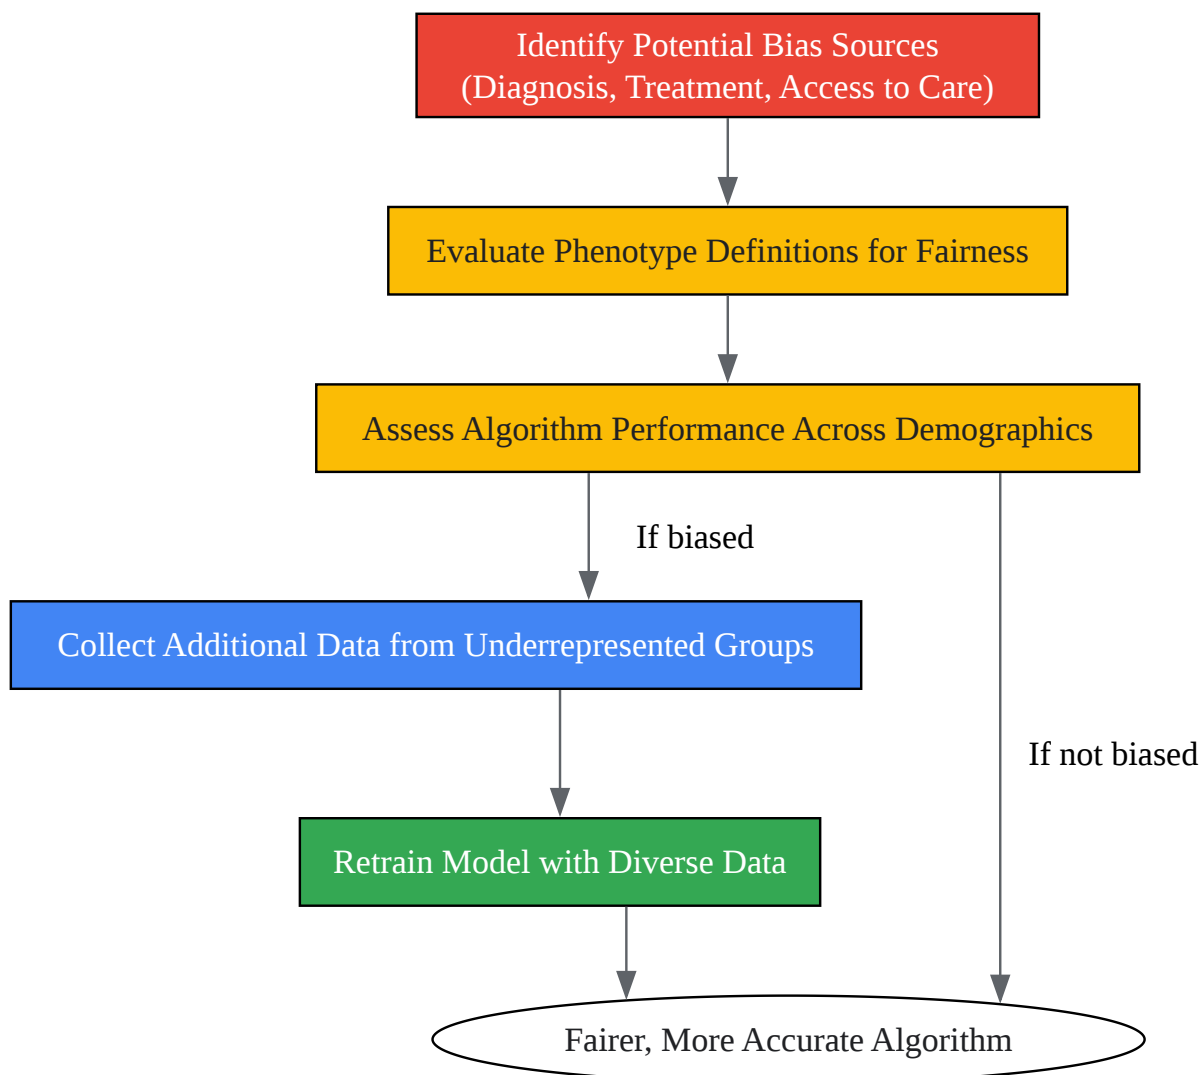 Identify Potential Bias Sources
(Diagnosis, Treatment, Access to Care)
Evaluate Phenotype Definitions for Fairness
Assess Algorithm Performance Across Demographics
If biased
Collect Additional Data from Underrepresented Groups
If not biased
Retrain Model with Diverse Data
Fairer, More Accurate Algorithm